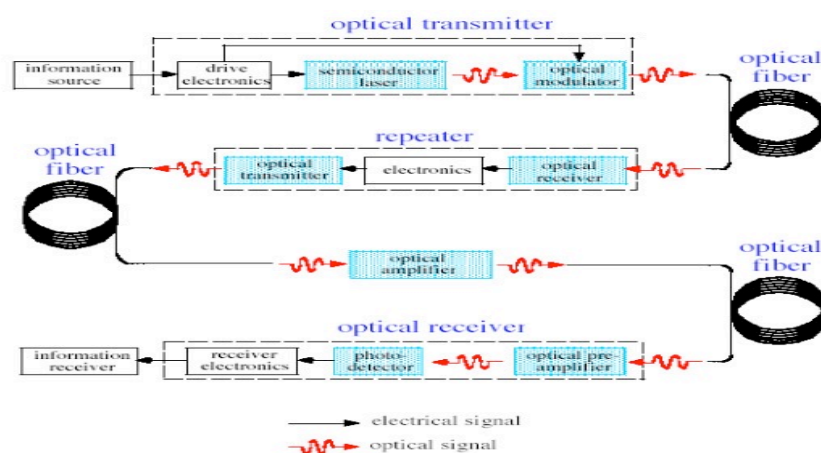 optical transmitter
information
source
drive
electronics
semiconductor
laser
optical
modulator
optical
fiber
repeater
optical
fiber
optical
transmitter
electronics
optical
receiver
optical
amplifier
optical
fiber
optical receiver
information
receiver
receiver
electronics
photo-
detector
optical pre-
amplifier
electrical signal
optical signal